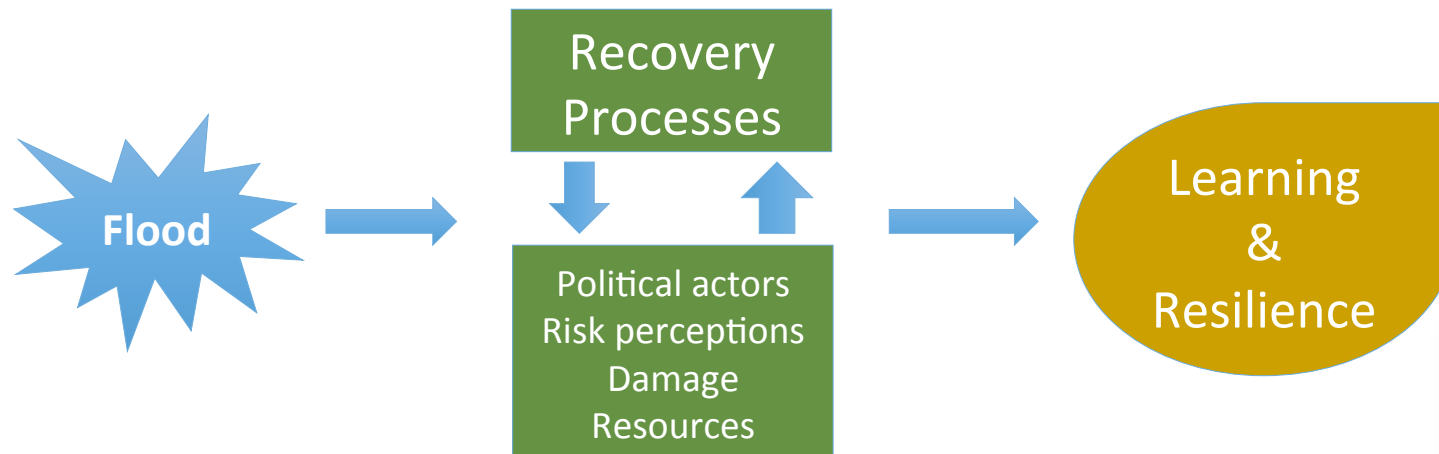 Flood
Recovery
Processes
Political actors
Risk perceptions
Damage
Resources
Learning
&
Resilience